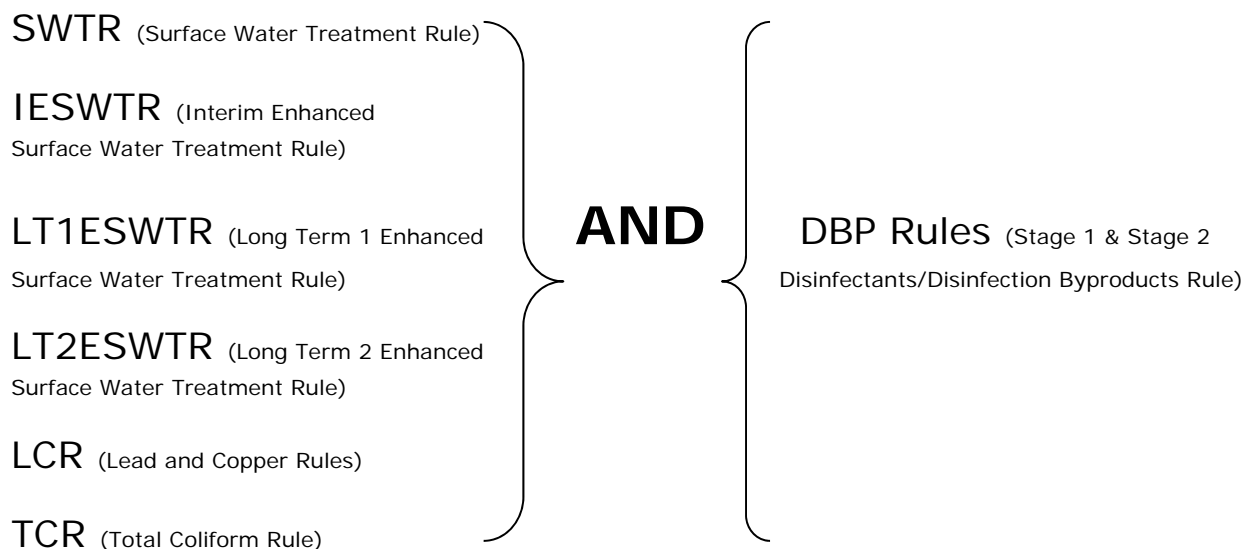 SWTR (Surface Water Treatment Rule)
IESWTR (Interim Enhanced
Surface Water Treatment Rule)
LT1ESWTR (Long Term 1 Enhanced
Surface Water Treatment Rule)
LT2ESWTR (Long Term 2 Enhanced
Surface Water Treatment Rule)
LCR (Lead and Copper Rules)
TCR (Total Coliform Rule)
AND
DBP Rules (Stage 1 & Stage 2
Disinfectants/Disinfection Byproducts Rule)